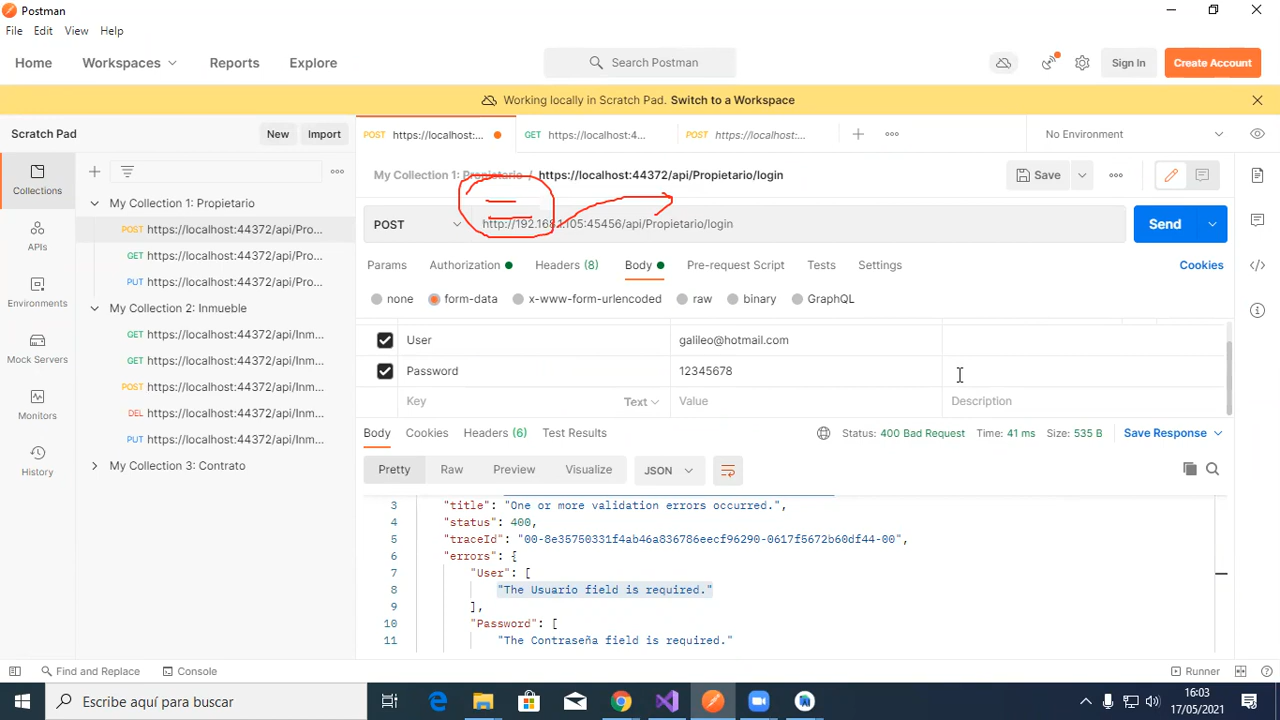 Postman
File Edit View Help
Home Workspaces Reports Explore Search Postman Sign In Create Account
Working locally in Scratch Pad. Switch to a Workspace
Scratch Pad New Import
POST https://localhost:... GET https://localhost:4... POST https://localhost:... No Environment
Collections
APIs
Environments
Mock Servers
Monitors
History
My Collection 1: Propietario
POST https://localhost:44372/api/Pro...
GET https://localhost:44372/api/Pro...
PUT https://localhost:44372/api/Pro...
My Collection 2: Inmueble
GET https://localhost:44372/api/Inm...
GET https://localhost:44372/api/Inm...
POST https://localhost:44372/api/Inm...
DEL https://localhost:44372/api/Inm...
PUT https://localhost:44372/api/Inm...
My Collection 3: Contrato
My Collection 1: Propietario / https://localhost:44372/api/Propietario/login Save
POST http://192.168.1.105:45456/api/Propietario/login Send
Params Authorization Headers (8) Body Pre-request Script Tests Settings Cookies
none form-data x-www-form-urlencoded raw binary GraphQL
User galileo@hotmail.com
Password 12345678
Key Text Value Description
Body Cookies Headers (6) Test Results Status: 400 Bad Request Time: 41 ms Size: 535 B Save Response
Pretty Raw Preview Visualize JSON
3 "title": "One or more validation errors occurred.",
4 "status": 400,
5 "traceId": "00-8e35750331f4ab46a836786eecf96290-0617f5672b60df44-00",
6 "errors": {
7 "User": [
8 "The Usuario field is required."
9 ],
10 "Password": [
11 "The Contraseña field is required."
Find and Replace Console Runner
Escribe aquí para buscar
16:03
17/05/2021